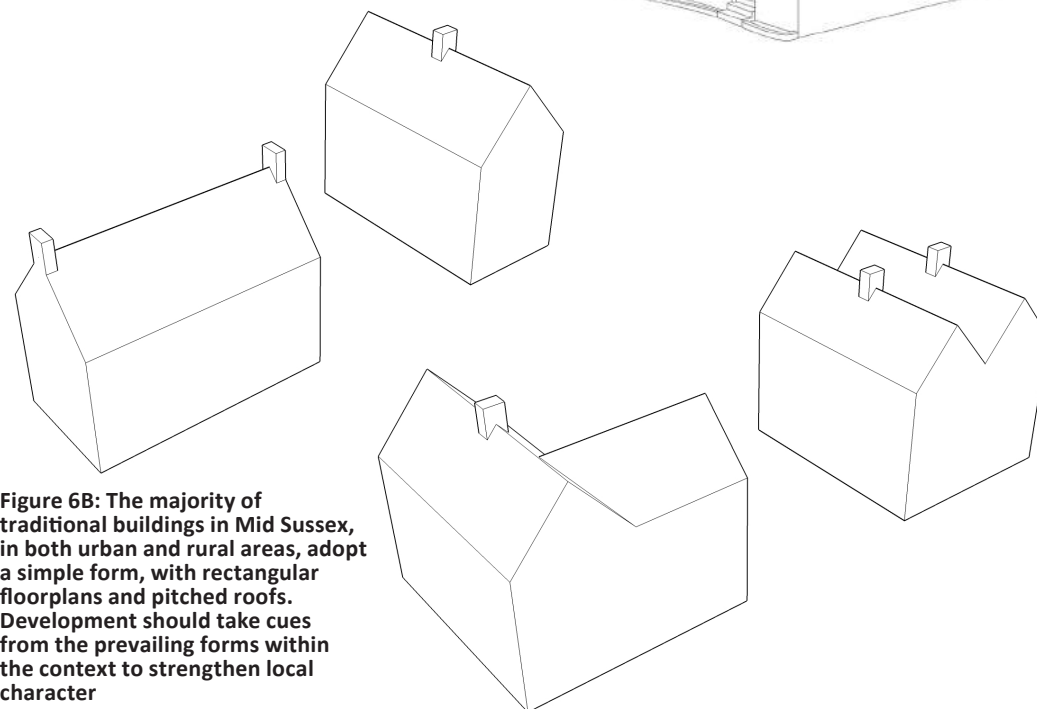 Figure 6B: The majority of
traditional buildings in Mid Sussex,
in both urban and rural areas, adopt
a simple form, with rectangular
floorplans and pitched roofs.
Development should take cues
from the prevailing forms within
the context to strengthen local
character